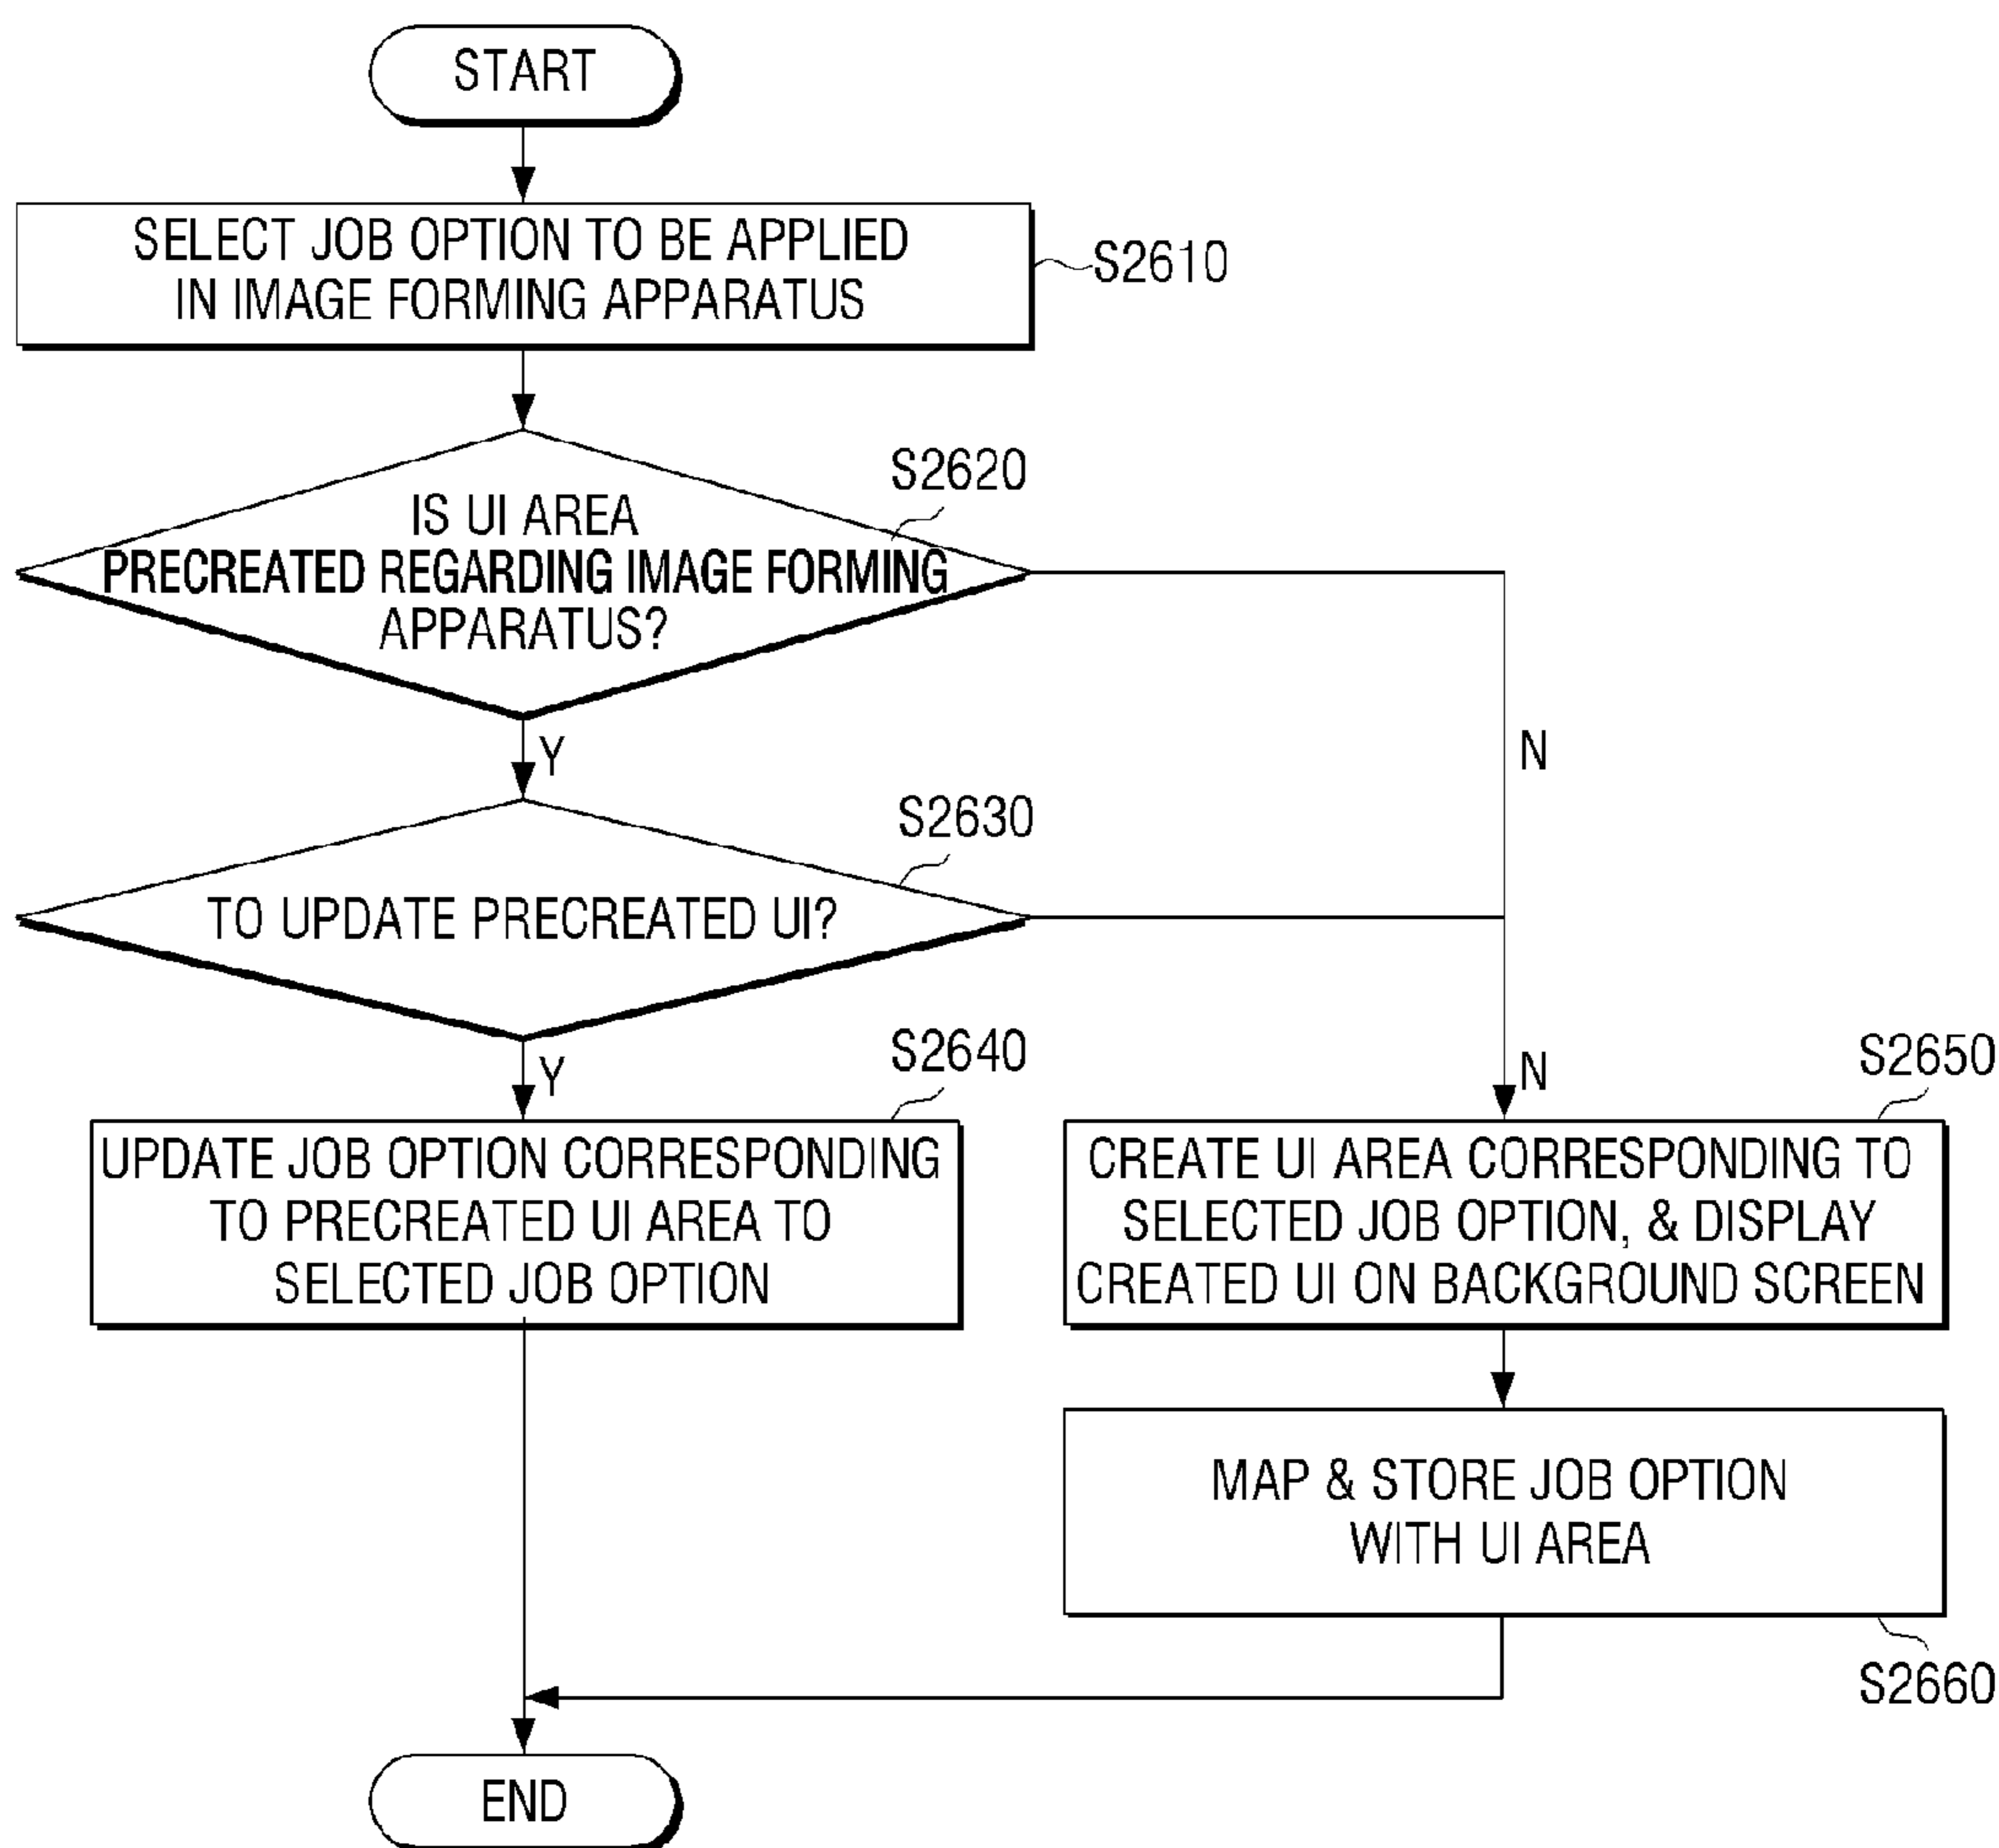 START
SELECT JOB OPTION TO BE APPLIED
IN IMAGE FORMING APPARATUS
S2610
S2620
IS UI AREA
PRECREATED REGARDING IMAGE FORMING
APPARATUS?
Y
N
S2630
TO UPDATE PRECREATED UI?
Y
N
S2640
UPDATE JOB OPTION CORRESPONDING
TO PRECREATED UI AREA TO
SELECTED JOB OPTION
S2650
CREATE UI AREA CORRESPONDING TO
SELECTED JOB OPTION, & DISPLAY
CREATED UI ON BACKGROUND SCREEN
MAP & STORE JOB OPTION
WITH UI AREA
S2660
END